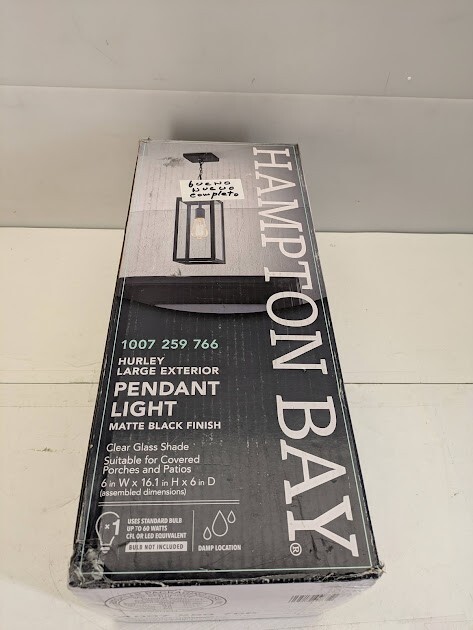 bueno
nuevo
completo
HAMPTON BAY®
1007 259 766
HURLEY
LARGE EXTERIOR
PENDANT
LIGHT
MATTE BLACK FINISH
Clear Glass Shade
Suitable for Covered
Porches and Patios
6 in W x 16.1 in H x 6 in D
(assembled dimensions)
x 1
USES STANDARD BULB
UP TO 60 WATTS
CFL OR LED EQUIVALENT
BULB NOT INCLUDED
DAMP LOCATION